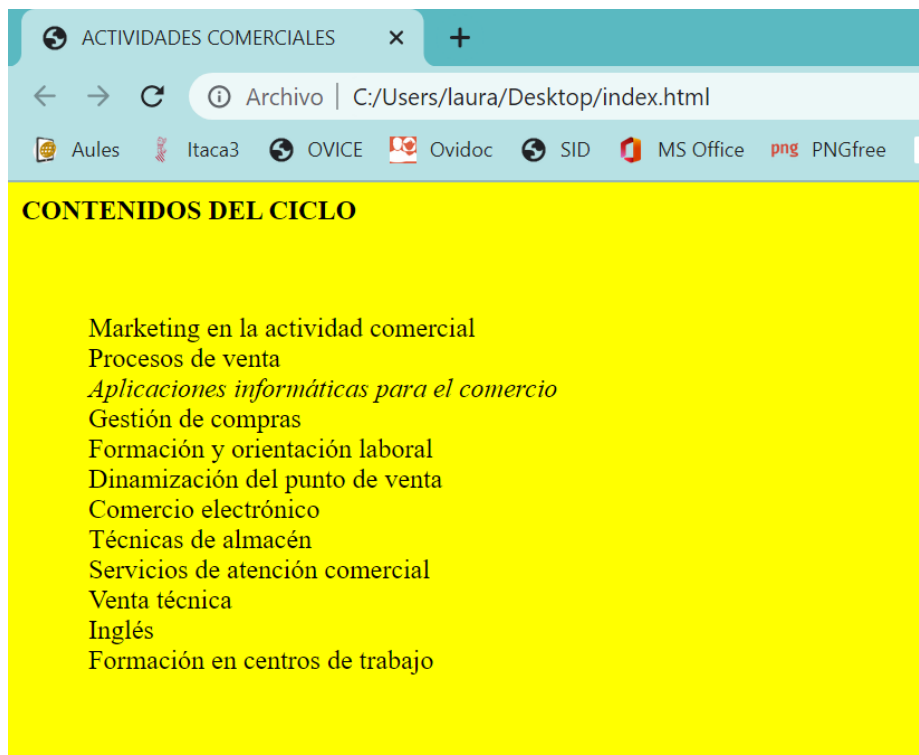 ACTIVIDADES COMERCIALES
Archivo | C:/Users/laura/Desktop/index.html
Aules Itaca3 OVICE Ovidoc SID MS Office png PNGfree
CONTENIDOS DEL CICLO
Marketing en la actividad comercial
Procesos de venta
Aplicaciones informáticas para el comercio
Gestión de compras
Formación y orientación laboral
Dinamización del punto de venta
Comercio electrónico
Técnicas de almacén
Servicios de atención comercial
Venta técnica
Inglés
Formación en centros de trabajo